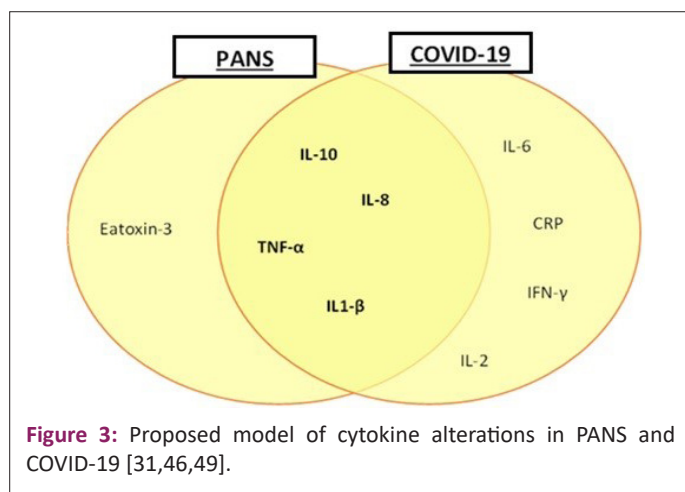 PANS
COVID-19
IL-10
IL-6
IL-8
Eatoxin-3
CRP
TNF-α
IFN-γ
IL1-β
IL-2
Figure 3: Proposed model of cytokine alterations in PANS and
COVID-19 [31,46,49].